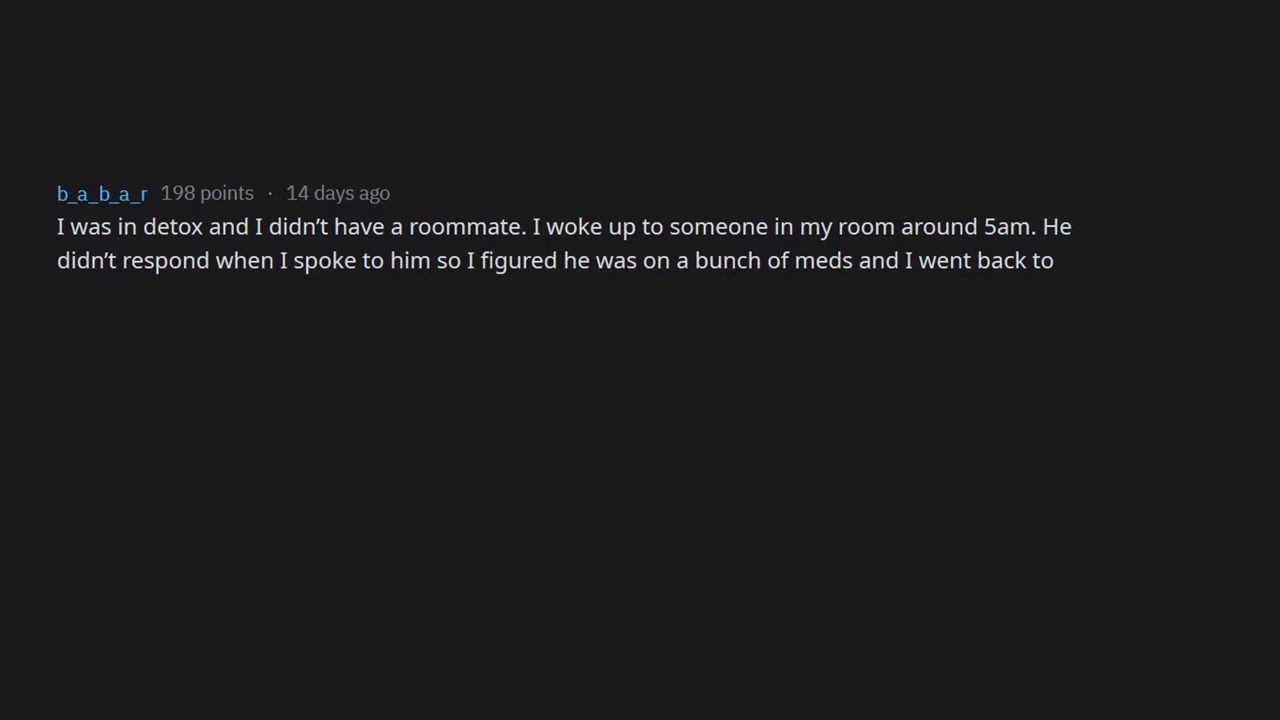 b_a_b_a_r 198 points · 14 days ago
I was in detox and I didn’t have a roommate. I woke up to someone in my room around 5am. He
didn’t respond when I spoke to him so I figured he was on a bunch of meds and I went back to